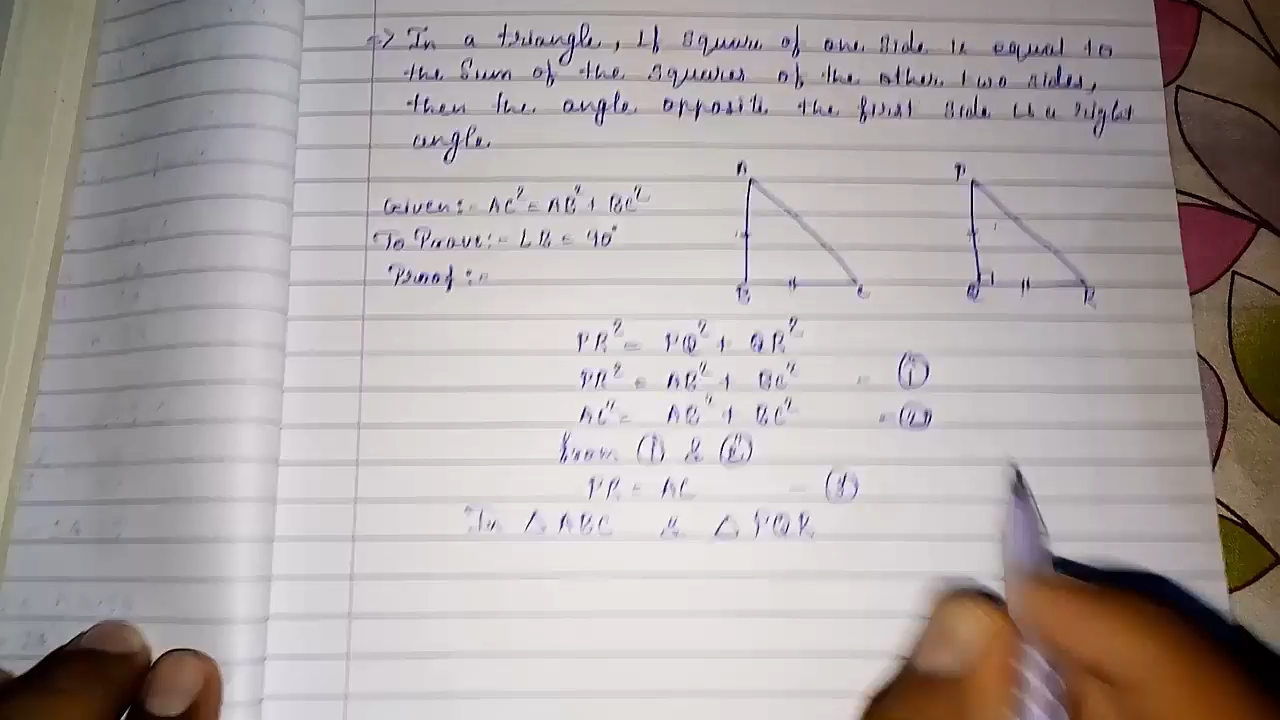 => In a triangle, If square of one side is equal to
the Sum of the squares of the other two sides,
then the angle opposite the first side is a right
angle.
A
P
Given:- AC² = AB² + BC²
To Prove:- ∠B = 90°
Proof:-
B
C
Q
R
PR² = PQ² + QR²
PR² = AB² + BC² - (1)
AC² = AB² + BC² - (2)
From (1) & (2)
PR = AC - (3)
In △ ABC & △ PQR